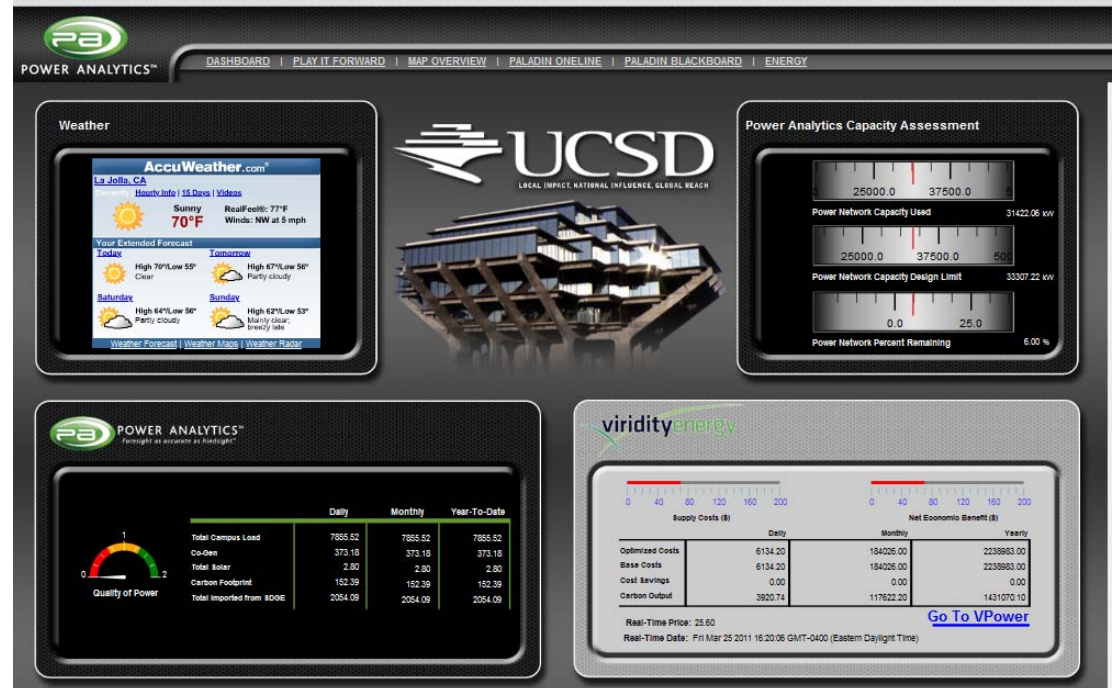 pa
POWER ANALYTICS™
DASHBOARD | PLAY IT FORWARD | MAP OVERVIEW | PALADIN ONELINE | PALADIN BLACKBOARD | ENERGY
Weather
AccuWeather.com®
La Jolla, CA
Currently Hourly Info | 15 Days | Videos
Sunny
70°F
RealFeel®: 77°F
Winds: NW at 5 mph
Your Extended Forecast
Today
High 70°/Low 55°
Clear
Tomorrow
High 67°/Low 56°
Partly cloudy
Saturday
High 64°/Low 56°
Partly cloudy
Sunday
High 62°/Low 53°
Mainly clear;
breezy late
Weather Forecast | Weather Maps | Weather Radar
UCSD
LOCAL IMPACT, NATIONAL INFLUENCE, GLOBAL REACH
Power Analytics Capacity Assessment
0 25000.0 37500.0 5
Power Network Capacity Used 31422.06 kW
25000.0 37500.0 500
Power Network Capacity Design Limit 33307.22 kW
0.0 25.0
Power Network Percent Remaining 6.00 %
pa
POWER ANALYTICS™
Foresight as accurate as hindsight.™
0 1 2
Quality of Power
Daily Monthly Year-To-Date
Total Campus Load 7855.52 7855.52 7855.52
Co-Gen 373.18 373.18 373.18
Total Solar 2.80 2.80 2.80
Carbon Footprint 152.39 152.39 152.39
Total Imported from SDGE 2054.09 2054.09 2054.09
viridityenergy
0 40 80 120 160 200
Supply Costs ($)
0 40 80 120 160 200
Net Economic Benefit ($)
Daily Monthly Yearly
Optimized Costs 6134.20 184026.00 2238983.00
Base Costs 6134.20 184026.00 2238983.00
Cost Savings 0.00 0.00 0.00
Carbon Output 3920.74 117622.20 1431070.10
Go To VPower
Real-Time Price: 25.60
Real-Time Date: Fri Mar 25 2011 16:20:06 GMT-0400 (Eastern Daylight Time)